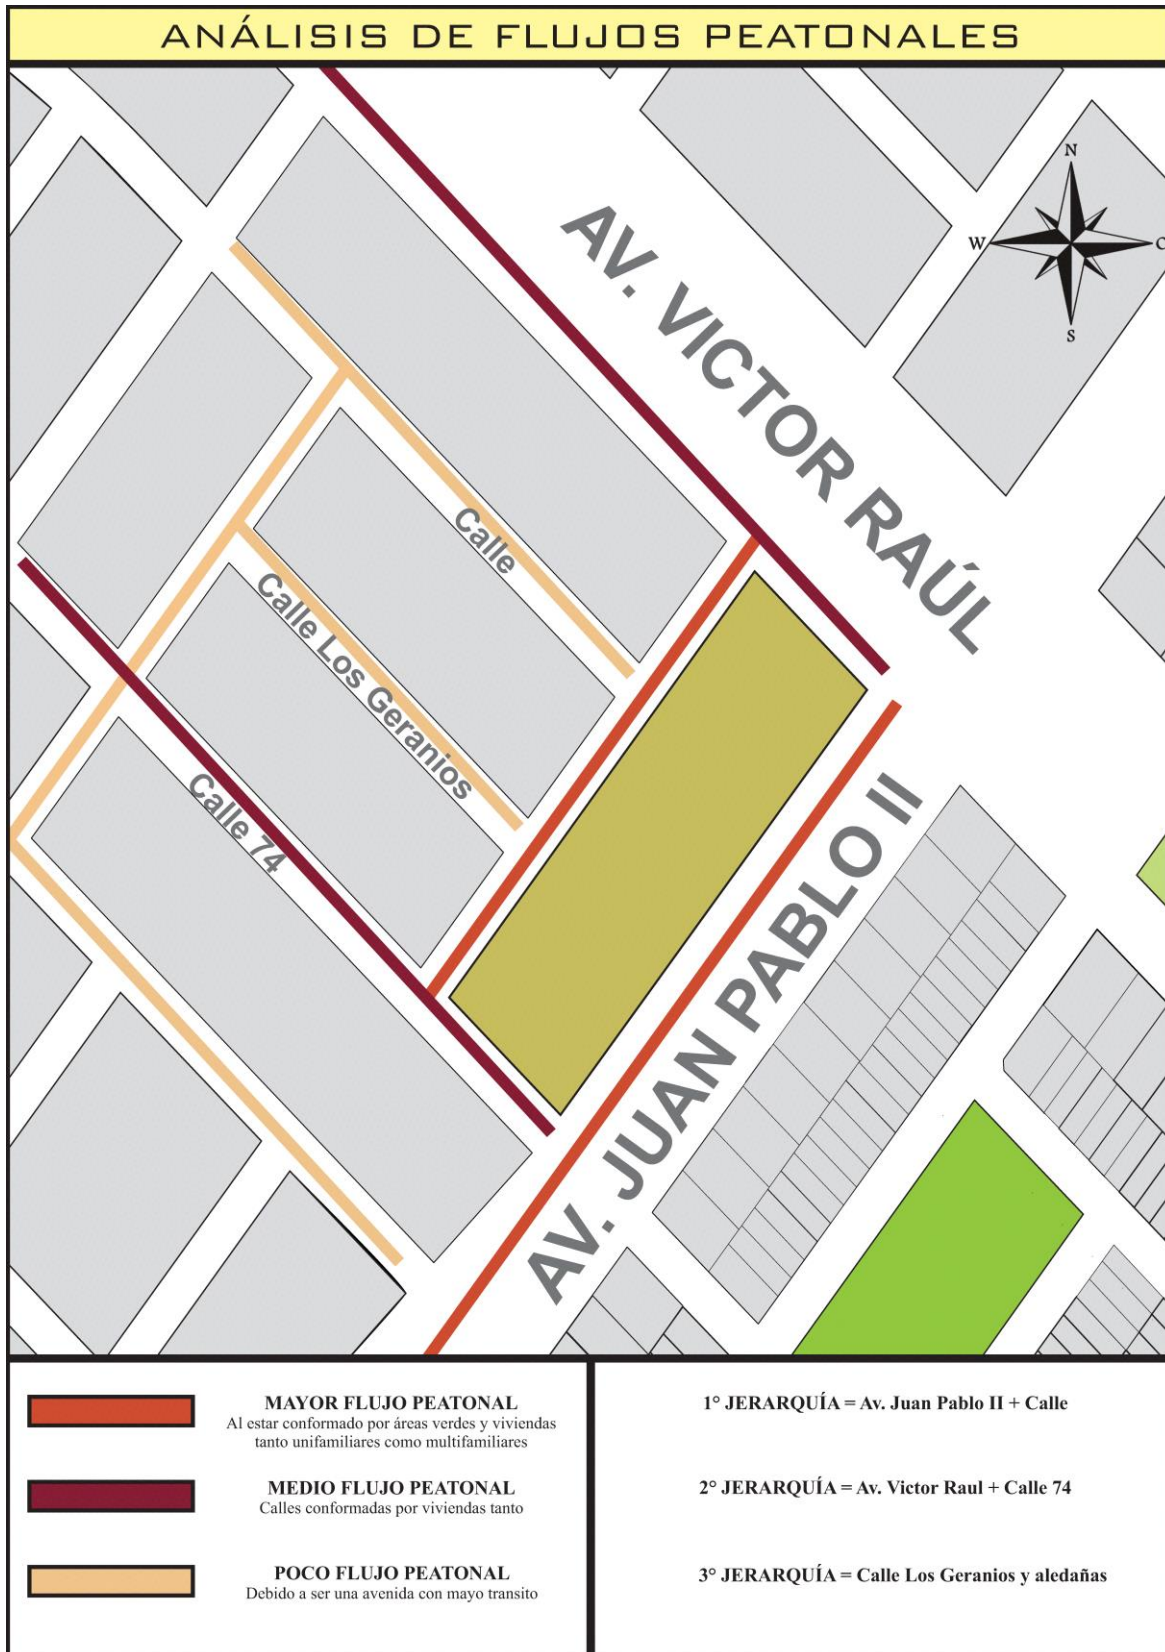 ANÁLISIS DE FLUJOS PEATONALES
N
W
S
AV. VICTOR RAÚL
Calle
Calle Los Geranios
Calle 74
AV. JUAN PABLO II
MAYOR FLUJO PEATONAL
Al estar conformado por áreas verdes y viviendas
tanto unifamiliares como multifamiliares
1° JERARQUÍA = Av. Juan Pablo II + Calle
MEDIO FLUJO PEATONAL
Calles conformadas por viviendas tanto
2° JERARQUÍA = Av. Victor Raul + Calle 74
POCO FLUJO PEATONAL
Debido a ser una avenida con mayo transito
3° JERARQUÍA = Calle Los Geranios y aledañas